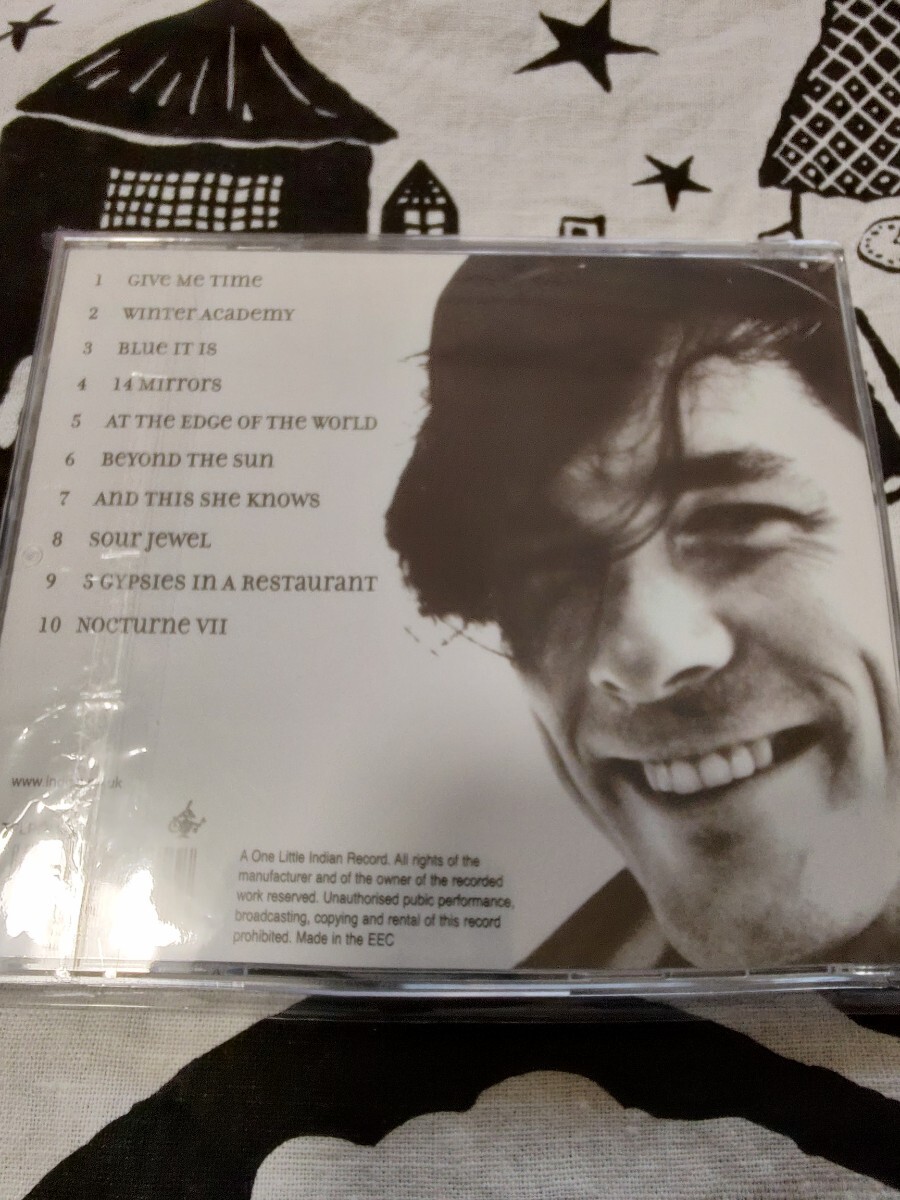 1 GIVE ME TIME
2 WINTER ACADEMY
3 BLUE IT IS
4 14 MIRRORS
5 AT THE EDGE OF THE WORLD
6 BEYOND THE SUN
7 AND THIS SHE KNOWS
8 SOUR JEWEL
9 3 GYPSIES IN A RESTAURANT
10 NOCTURNE VII
A One Little Indian Record. All rights of the
manufacturer and of the owner of the recorded
work reserved. Unauthorised pubic performance,
broadcasting, copying and rental of this record
prohibited. Made in the EEC